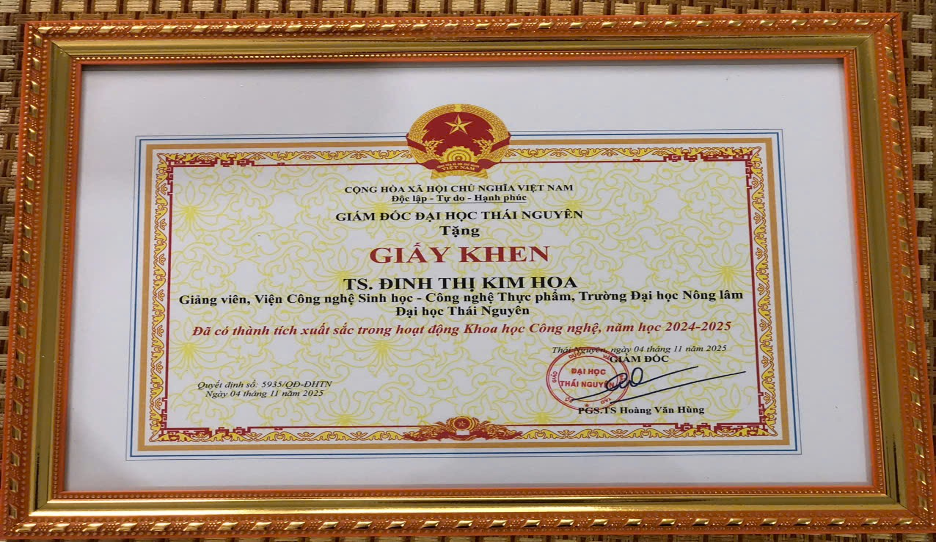 CỘNG HÒA XÃ HỘI CHỦ NGHĨA VIỆT NAM
Độc lập - Tự do - Hạnh phúc
GIÁM ĐỐC ĐẠI HỌC THÁI NGUYÊN
Tặng
GIẤY KHEN
TS. ĐINH THỊ KIM HOA
Giảng viên, Viện Công nghệ Sinh học - Công nghệ Thực phẩm, Trường Đại học Nông lâm
Đại học Thái Nguyên
Đã có thành tích xuất sắc trong hoạt động Khoa học Công nghệ, năm học 2024-2025
Thái Nguyên, ngày 04 tháng 11 năm 2025
GIÁM ĐỐC
ĐẠI HỌC
THÁI NGUYÊN
PGS.TS Hoàng Văn Hùng
Quyết định số: 5935/QĐ-ĐHTN
Ngày 04 tháng 11 năm 2025